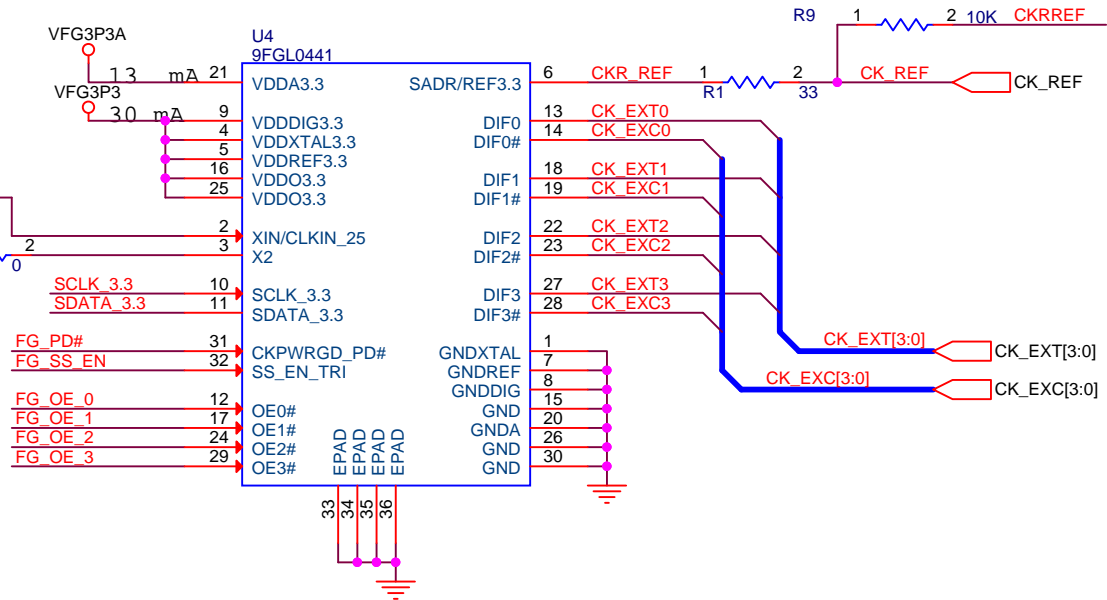 R9 1 2 10K CKRREF
VFG3P3A
U4
9FGL0441
13 mA 21 VDDA3.3 SADR/REF3.3 6 CKR_REF 1 2 CK_REF CK_REF
R1 33
VFG3P3
30 mA 9 VDDDIG3.3 DIF0 13 CK_EXT0
4 VDDXTAL3.3 DIF0# 14 CK_EXC0
5 VDDREF3.3
16 VDDO3.3 DIF1 18 CK_EXT1
25 VDDO3.3 DIF1# 19 CK_EXC1
2 XIN/CLKIN_25 DIF2 22 CK_EXT2
2 3 X2 DIF2# 23 CK_EXC2
0
SCLK_3.3 10 SCLK_3.3 DIF3 27 CK_EXT3
SDATA_3.3 11 SDATA_3.3 DIF3# 28 CK_EXC3
FG_PD# 31 CKPWRGD_PD# GNDXTAL 1 CK_EXT[3:0] CK_EXT[3:0]
FG_SS_EN 32 SS_EN_TRI GNDREF 7
GNDDIG 8 CK_EXC[3:0] CK_EXC[3:0]
FG_OE_0 12 OE0# GND 15
FG_OE_1 17 OE1# GNDA 20
FG_OE_2 24 OE2# GND 26
FG_OE_3 29 OE3# GND 30
EPAD EPAD EPAD EPAD
33 34 35 36